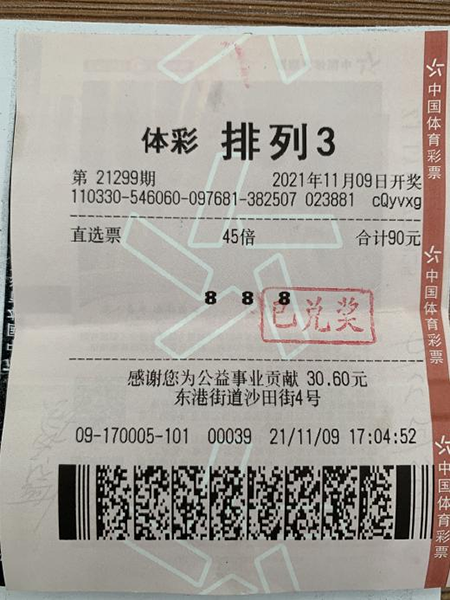 体彩 排列3
第 21299期 2021年11月09日开奖
110330-546060-097681-382507 023881 cQyvxg
直选票 45倍 合计90元
8 8 8
已兑奖
感谢您为公益事业贡献 30.60元
东港街道沙田街4号
09-170005-101 00039 21/11/09 17:04:52
中国体育彩票
中国体育彩票
中国体育彩票